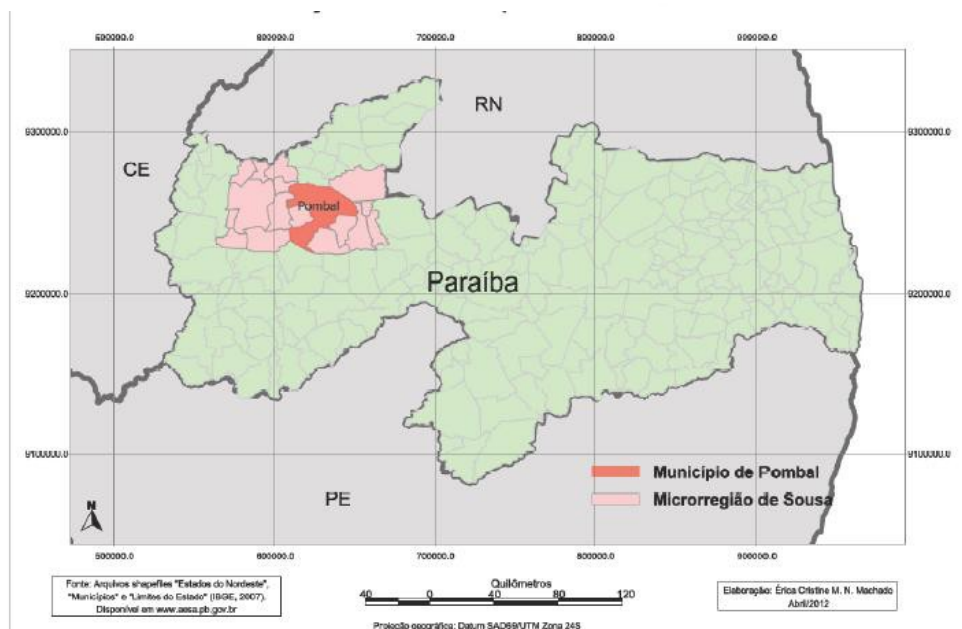 500000.0 600000.0 700000.0 800000.0 900000.0
RN
9300000.0 9300000.0
CE
Pombal
Paraíba
9200000.0 9200000.0
9100000.0 9100000.0
Município de Pombal
Microrregião de Sousa
PE
N
500000.0 600000.0 700000.0 800000.0 900000.0
Fonte: Arquivos shapefiles "Estados do Nordeste",
"Municípios" e "Limites do Estado" (IBGE, 2007).
Disponível em www.aesa.pb.gov.br
Quilômetros
40 0 40 80 120
Elaboração: Érica Cristine M. N. Machado
Abril/2012
Projeção geográfica: Datum SAD69/UTM Zona 24S